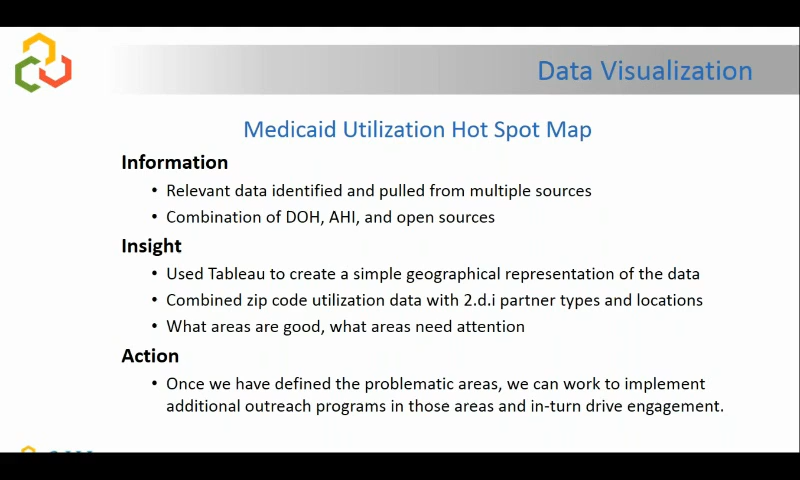 Data Visualization
Medicaid Utilization Hot Spot Map
Information
• Relevant data identified and pulled from multiple sources
• Combination of DOH, AHI, and open sources
Insight
• Used Tableau to create a simple geographical representation of the data
• Combined zip code utilization data with 2.d.i partner types and locations
• What areas are good, what areas need attention
Action
• Once we have defined the problematic areas, we can work to implement
additional outreach programs in those areas and in-turn drive engagement.